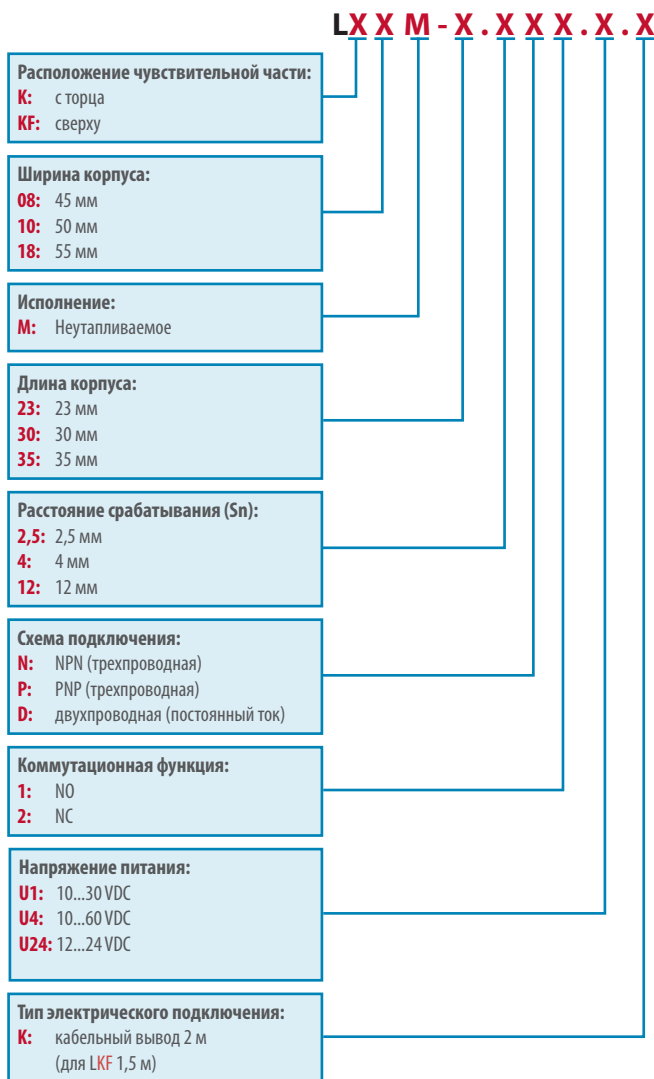 LXXM-X.XXX.X.X
Расположение чувствительной части:
K: с торца
KF: сверху
Ширина корпуса:
08: 45 мм
10: 50 мм
18: 55 мм
Исполнение:
M: Неутапливаемое
Длина корпуса:
23: 23 мм
30: 30 мм
35: 35 мм
Расстояние срабатывания (Sn):
2,5: 2,5 мм
4: 4 мм
12: 12 мм
Схема подключения:
N: NPN (трехпроводная)
P: PNP (трехпроводная)
D: двухпроводная (постоянный ток)
Коммутационная функция:
1: NO
2: NC
Напряжение питания:
U1: 10...30 VDC
U4: 10...60 VDC
U24: 12...24 VDC
Тип электрического подключения:
K: кабельный вывод 2 м
(для LKF 1,5 м)